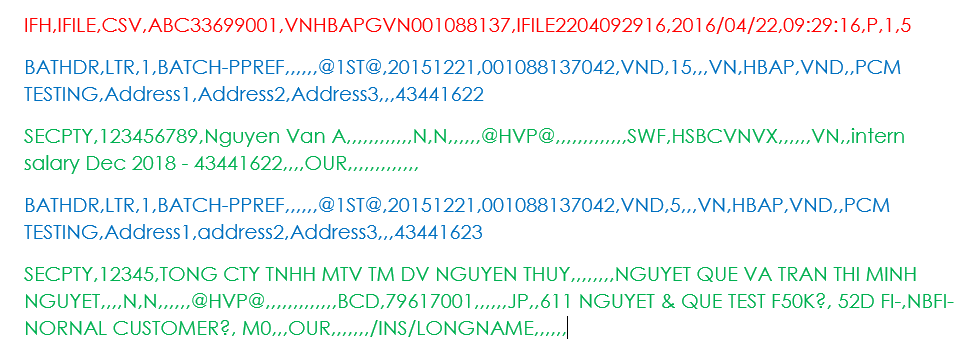 IFH,IFILE,CSV,ABC33699001,VNHBAPGVN001088137,IFILE2204092916,2016/04/22,09:29:16,P,1,5
BATHDR,LTR,1,BATCH-PPREF,,,,,,@1ST@,20151221,001088137042,VND,15,,,VN,HBAP,VND,,PCM
TESTING,Address1,Address2,Address3,,,43441622
SECPTY,123456789,Nguyen Van A,,,,,,,,,,,,,N,N,,,,,,@HVP@,,,,,,,,,,,,,SWF,HSBCVNVX,,,,,,VN,,intern
salary Dec 2018 - 43441622,,,,OUR,,,,,,,,,,,,,
BATHDR,LTR,1,BATCH-PPREF,,,,,,@1ST@,20151221,001088137042,VND,5,,,VN,HBAP,VND,,PCM
TESTING,Address1,address2,Address3,,,43441623
SECPTY,12345,TONG CTY TNHH MTV TM DV NGUYEN THUY,,,,,,,,NGUYET QUE VA TRAN THI MINH
NGUYET,,,,N,N,,,,,,@HVP@,,,,,,,,,,,,,BCD,79617001,,,,,,JP,,611 NGUYET & QUE TEST F50K?, 52D FI-,NBFI-
NORNAL CUSTOMER?, M0,,,OUR,,,,,,,/INS/LONGNAME,,,,,,